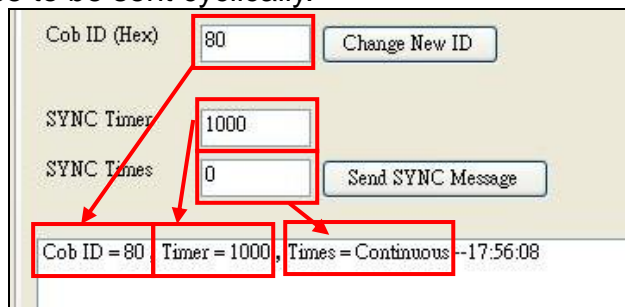 to be sent cyclically.
Cob ID (Hex) 80 Change New ID
SYNC Timer 1000
SYNC Times 0 Send SYNC Message
Cob ID = 80 , Timer = 1000 , Times = Continuous --17:56:08